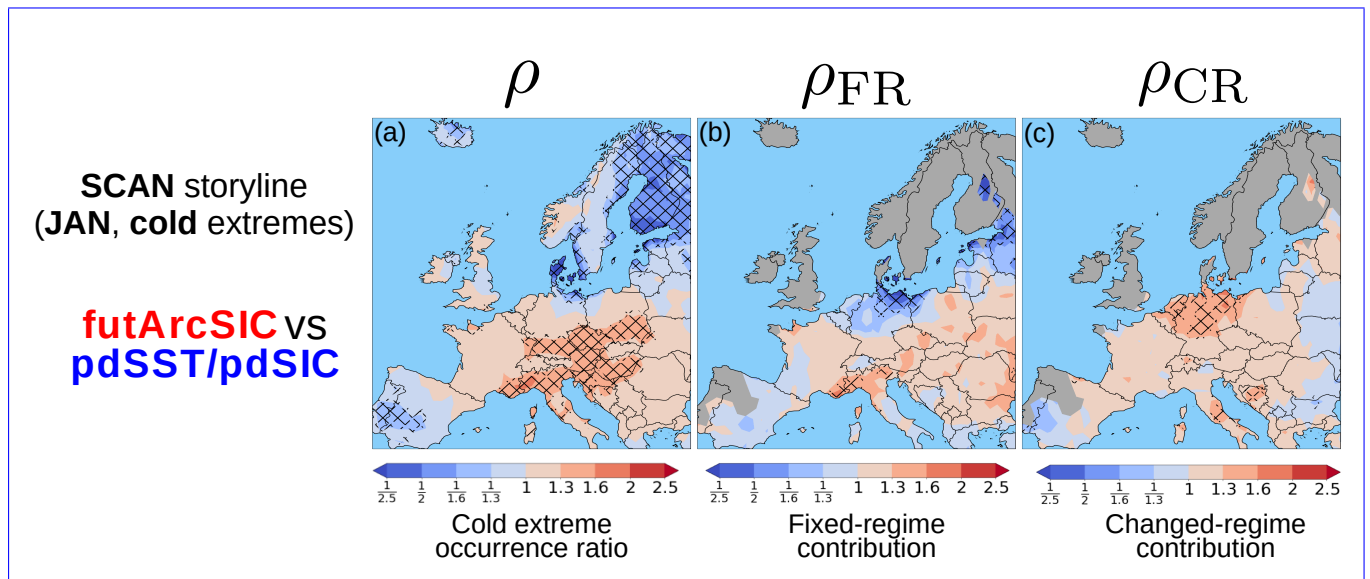 ρ ρ_FR ρ_CR
(a) (b) (c)
SCAN storyline
(JAN, cold extremes)
futArcSIC vs
pdSST/pdSIC
1/2.5 1/2 1/1.6 1/1.3 1 1.3 1.6 2 2.5
1/2.5 1/2 1/1.6 1/1.3 1 1.3 1.6 2 2.5
1/2.5 1/2 1/1.6 1/1.3 1 1.3 1.6 2 2.5
Cold extreme
occurrence ratio
Fixed-regime
contribution
Changed-regime
contribution